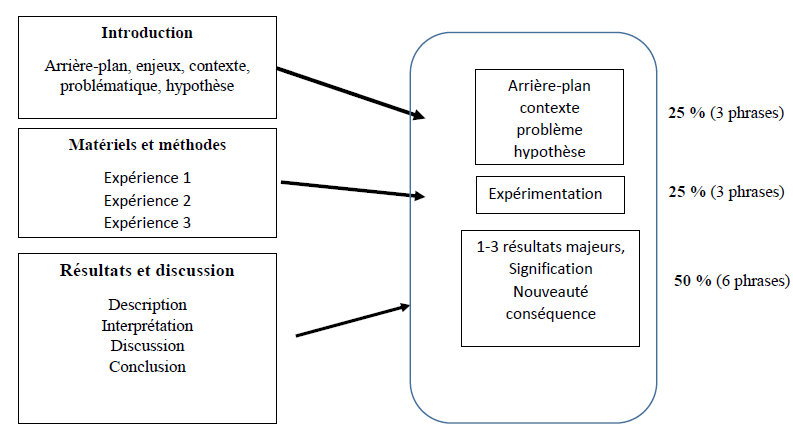 Introduction
Arrière-plan, enjeux, contexte,
problématique, hypothèse
Matériels et méthodes
Expérience 1
Expérience 2
Expérience 3
Résultats et discussion
Description
Interprétation
Discussion
Conclusion
Arrière-plan
contexte
problème
hypothèse
25 % (3 phrases)
Expérimentation
25 % (3 phrases)
1-3 résultats majeurs,
Signification
Nouveauté
conséquence
50 % (6 phrases)